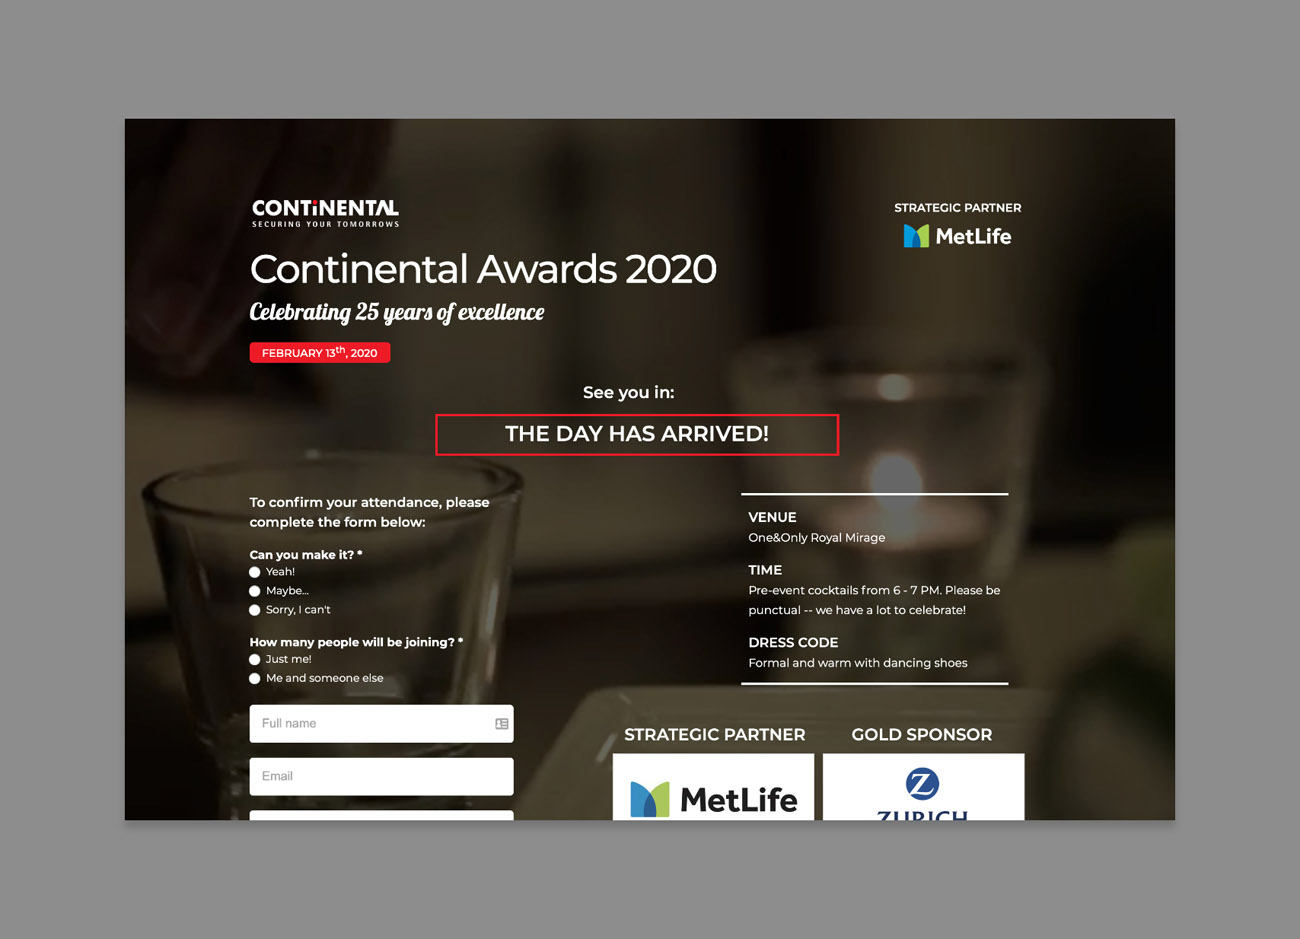 CONTiNENTAL
SECURING YOUR TOMORROWS
STRATEGIC PARTNER
MetLife
Continental Awards 2020
Celebrating 25 years of excellence
FEBRUARY 13th, 2020
See you in:
THE DAY HAS ARRIVED!
To confirm your attendance, please
complete the form below:
Can you make it? *
Yeah!
Maybe...
Sorry, I can't
How many people will be joining? *
Just me!
Me and someone else
Full name
Email
VENUE
One&Only Royal Mirage
TIME
Pre-event cocktails from 6 - 7 PM. Please be
punctual -- we have a lot to celebrate!
DRESS CODE
Formal and warm with dancing shoes
STRATEGIC PARTNER
MetLife
GOLD SPONSOR
Z
ZURICH